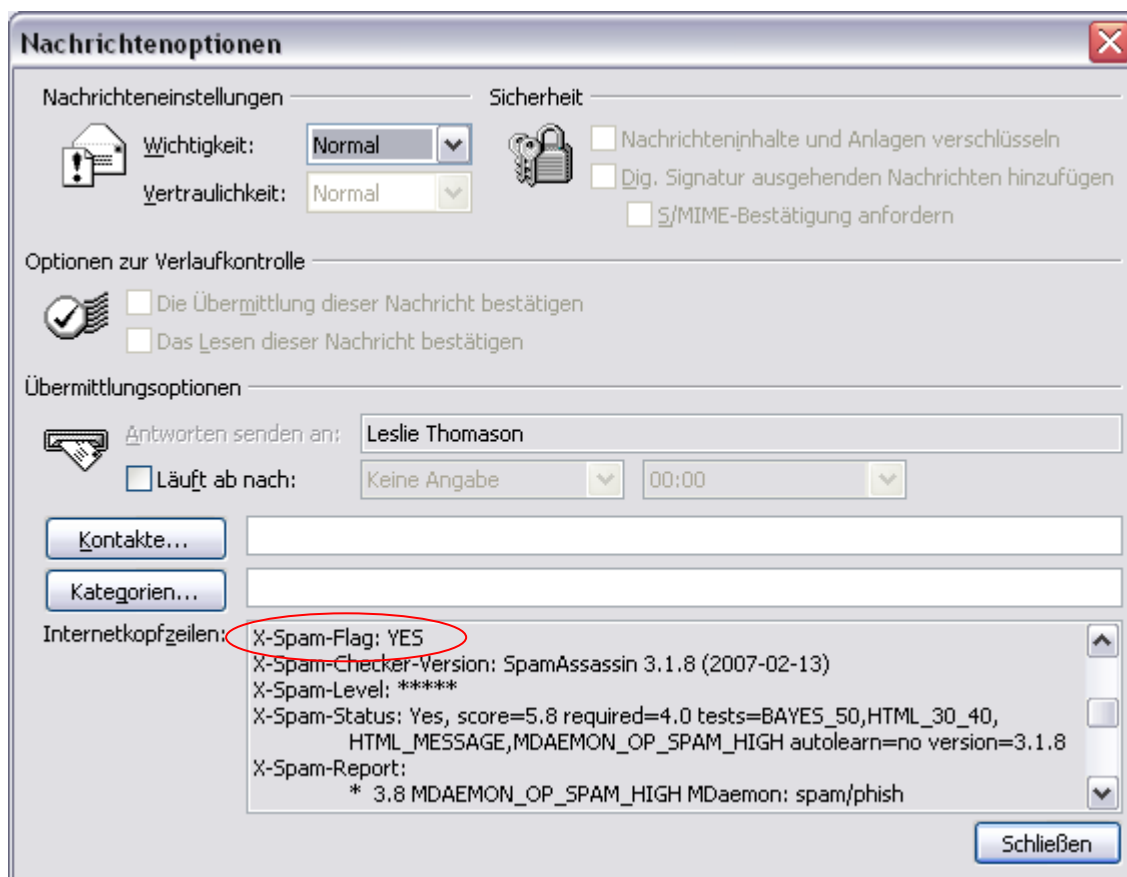 Nachrichtenoptionen
Nachrichteneinstellungen
Sicherheit
Wichtigkeit:
Normal
Vertraulichkeit:
Normal
Nachrichteninhalte und Anlagen verschlüsseln
Dig. Signatur ausgehenden Nachrichten hinzufügen
S/MIME-Bestätigung anfordern
Optionen zur Verlaufkontrolle
Die Übermittlung dieser Nachricht bestätigen
Das Lesen dieser Nachricht bestätigen
Übermittlungsoptionen
Antworten senden an: Leslie Thomason
Läuft ab nach: Keine Angabe 00:00
Kontakte...
Kategorien...
Internetkopfzeilen: X-Spam-Flag: YES
X-Spam-Checker-Version: SpamAssassin 3.1.8 (2007-02-13)
X-Spam-Level: *****
X-Spam-Status: Yes, score=5.8 required=4.0 tests=BAYES_50,HTML_30_40,
HTML_MESSAGE,MDAEMON_OP_SPAM_HIGH autolearn=no version=3.1.8
X-Spam-Report:
* 3.8 MDAEMON_OP_SPAM_HIGH MDaemon: spam/phish
Schließen